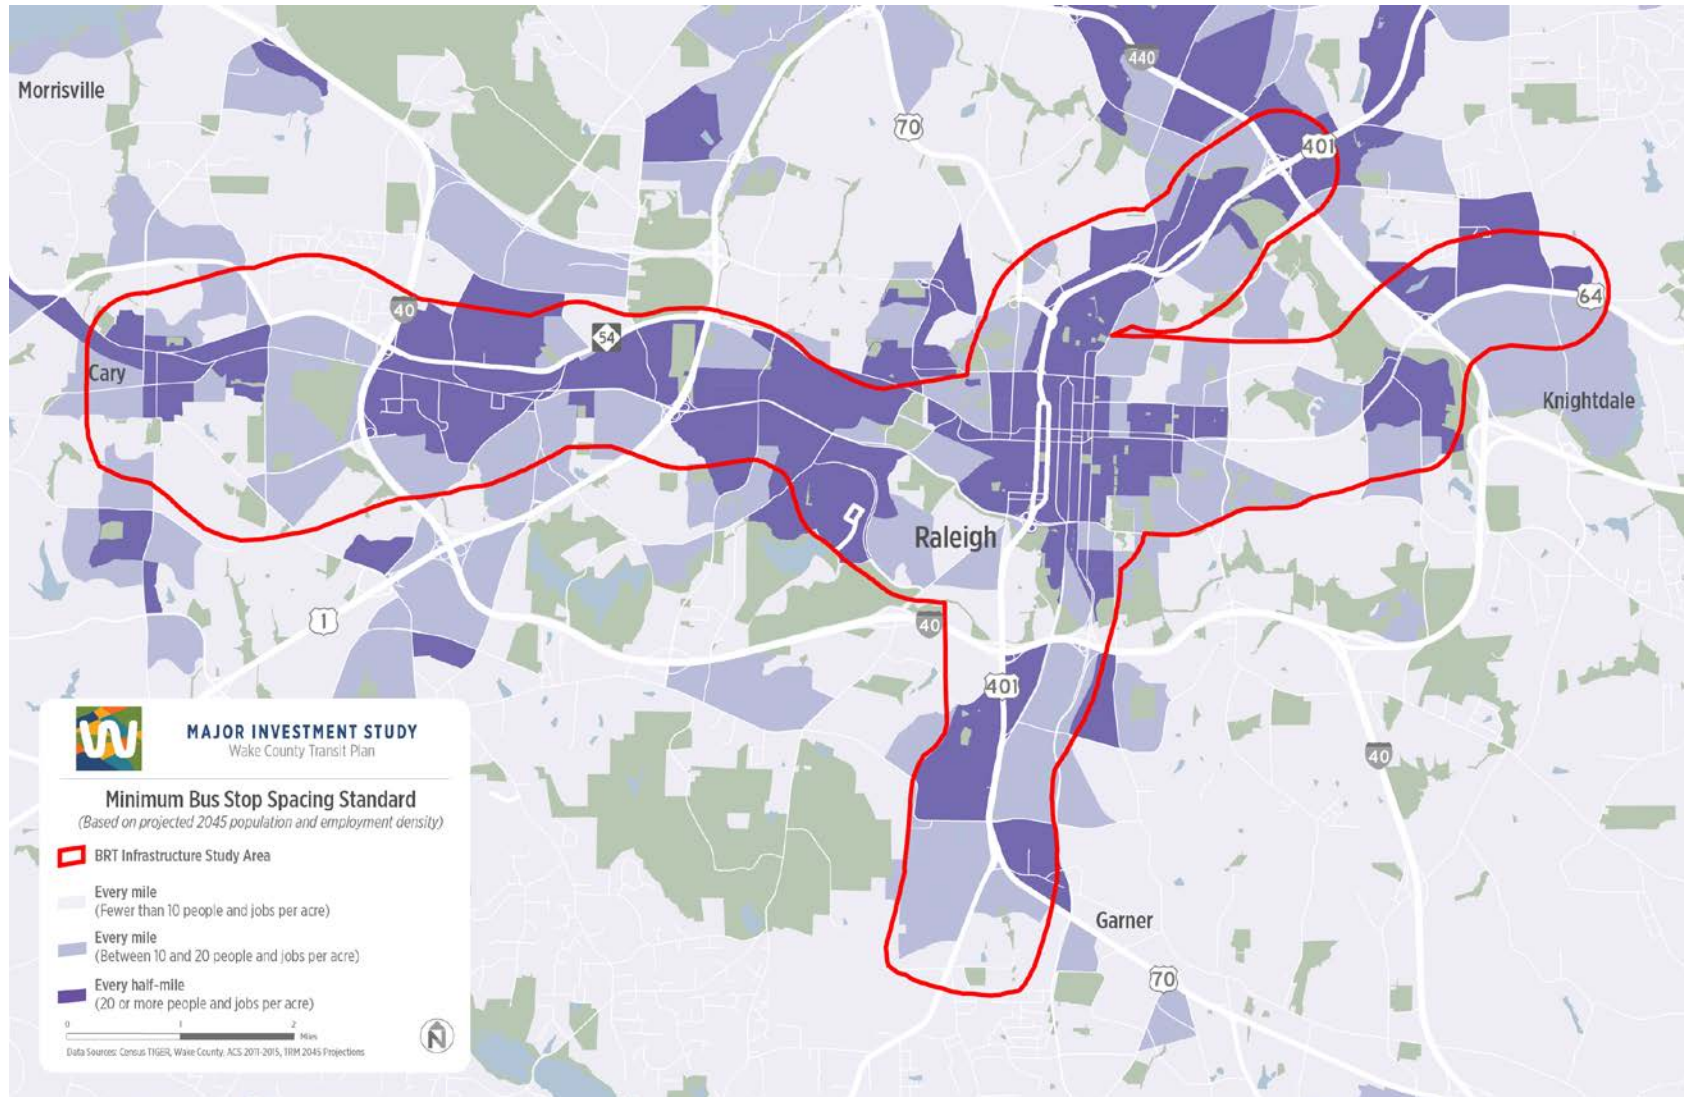 Morrisville
440
70
401
64
40
54
Cary
Knightdale
Raleigh
1
40
401
40
Garner
70
W
MAJOR INVESTMENT STUDY
Wake County Transit Plan
Minimum Bus Stop Spacing Standard
(Based on projected 2045 population and employment density)
BRT Infrastructure Study Area
Every mile
(Fewer than 10 people and jobs per acre)
Every mile
(Between 10 and 20 people and jobs per acre)
Every half-mile
(20 or more people and jobs per acre)
0 1 2
Miles
N
Data Sources: Census TIGER, Wake County, ACS 2011-2015, TRM 2045 Projections